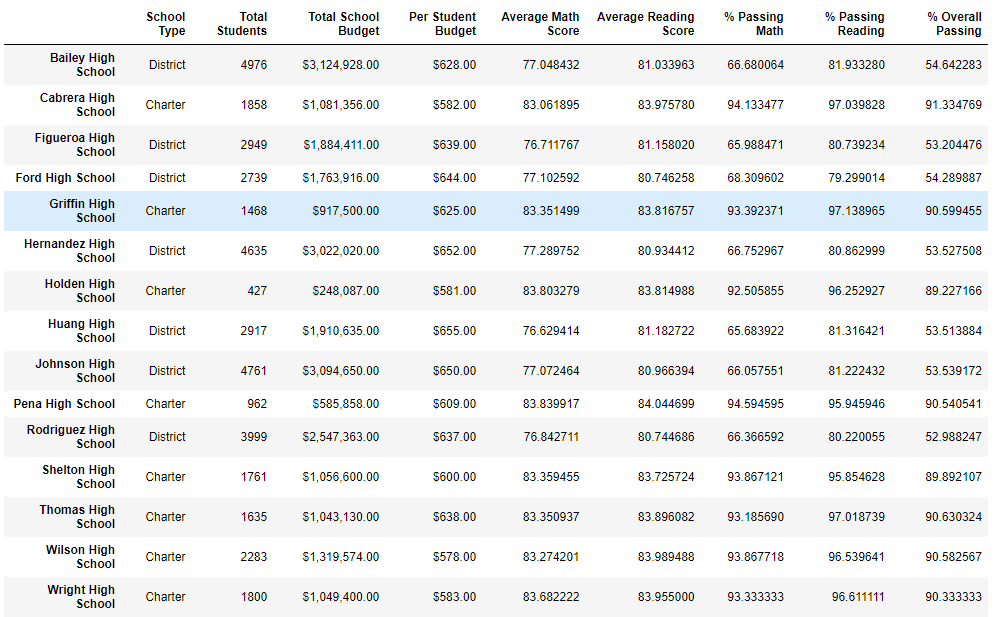 School Type Total Students Total School Budget Per Student Budget Average Math Score Average Reading Score % Passing Math % Passing Reading % Overall Passing
Bailey High School District 4976 $3,124,928.00 $628.00 77.048432 81.033963 66.680064 81.933280 54.642283
Cabrera High School Charter 1858 $1,081,356.00 $582.00 83.061895 83.975780 94.133477 97.039828 91.334769
Figueroa High School District 2949 $1,884,411.00 $639.00 76.711767 81.158020 65.988471 80.739234 53.204476
Ford High School District 2739 $1,763,916.00 $644.00 77.102592 80.746258 68.309602 79.299014 54.289887
Griffin High School Charter 1468 $917,500.00 $625.00 83.351499 83.816757 93.392371 97.138965 90.599455
Hernandez High School District 4635 $3,022,020.00 $652.00 77.289752 80.934412 66.752967 80.862999 53.527508
Holden High School Charter 427 $248,087.00 $581.00 83.803279 83.814988 92.505855 96.252927 89.227166
Huang High School District 2917 $1,910,635.00 $655.00 76.629414 81.182722 65.683922 81.316421 53.513884
Johnson High School District 4761 $3,094,650.00 $650.00 77.072464 80.966394 66.057551 81.222432 53.539172
Pena High School Charter 962 $585,858.00 $609.00 83.839917 84.044699 94.594595 95.945946 90.540541
Rodriguez High School District 3999 $2,547,363.00 $637.00 76.842711 80.744686 66.366592 80.220055 52.988247
Shelton High School Charter 1761 $1,056,600.00 $600.00 83.359455 83.725724 93.867121 95.854628 89.892107
Thomas High School Charter 1635 $1,043,130.00 $638.00 83.350937 83.896082 93.185690 97.018739 90.630324
Wilson High School Charter 2283 $1,319,574.00 $578.00 83.274201 83.989488 93.867718 96.539641 90.582567
Wright High School Charter 1800 $1,049,400.00 $583.00 83.682222 83.955000 93.333333 96.611111 90.333333